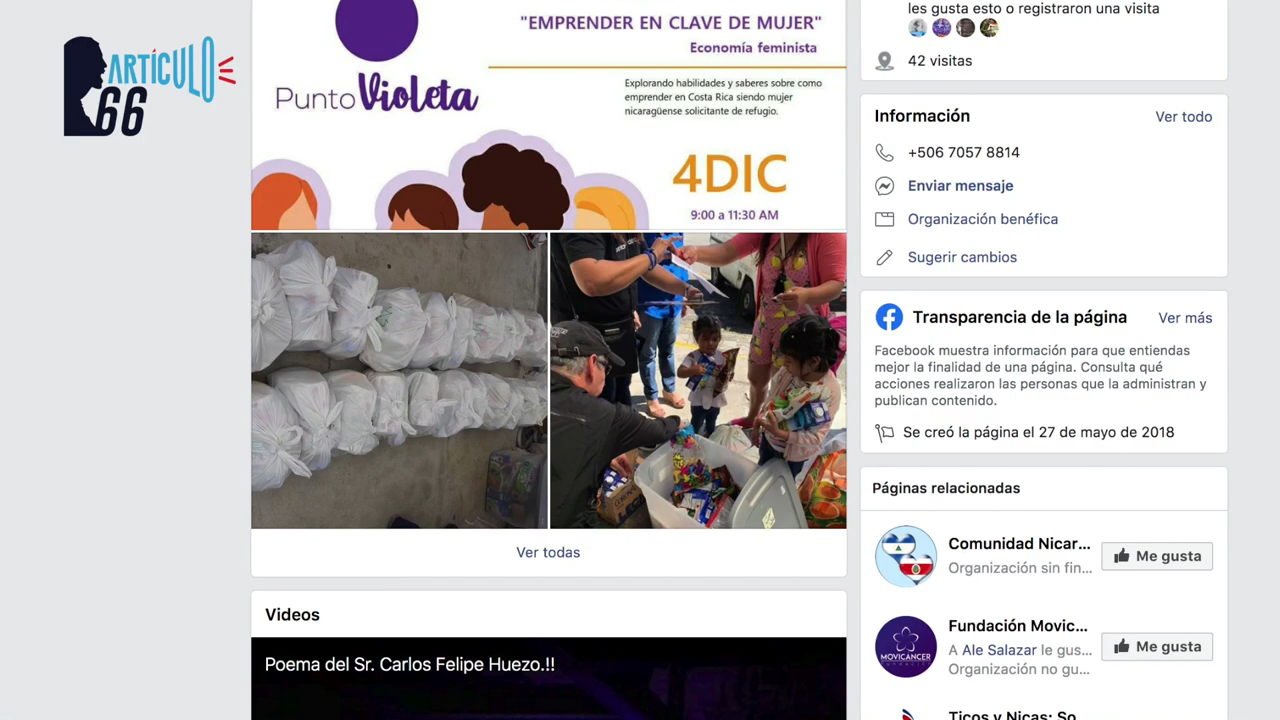 ARTÍCULO
66
"EMPRENDER EN CLAVE DE MUJER"
Economía feminista
Punto Violeta
Explorando habilidades y saberes sobre como
emprender en Costa Rica siendo mujer
nicaragüense solicitante de refugio.
4DIC
9:00 a 11:30 AM
Ver todas
Videos
Poema del Sr. Carlos Felipe Huezo.!!
les gusta esto o registraron una visita
42 visitas
Información
Ver todo
+506 7057 8814
Enviar mensaje
Organización benéfica
Sugerir cambios
Transparencia de la página
Ver más
Facebook muestra información para que entiendas
mejor la finalidad de una página. Consulta qué
acciones realizaron las personas que la administran y
publican contenido.
Se creó la página el 27 de mayo de 2018
Páginas relacionadas
Comunidad Nicar...
Organización sin fin...
Me gusta
MOVICANCER
Fundación Movic...
A Ale Salazar le gus...
Organización no gu...
Me gusta
Ticos y Nicas: So